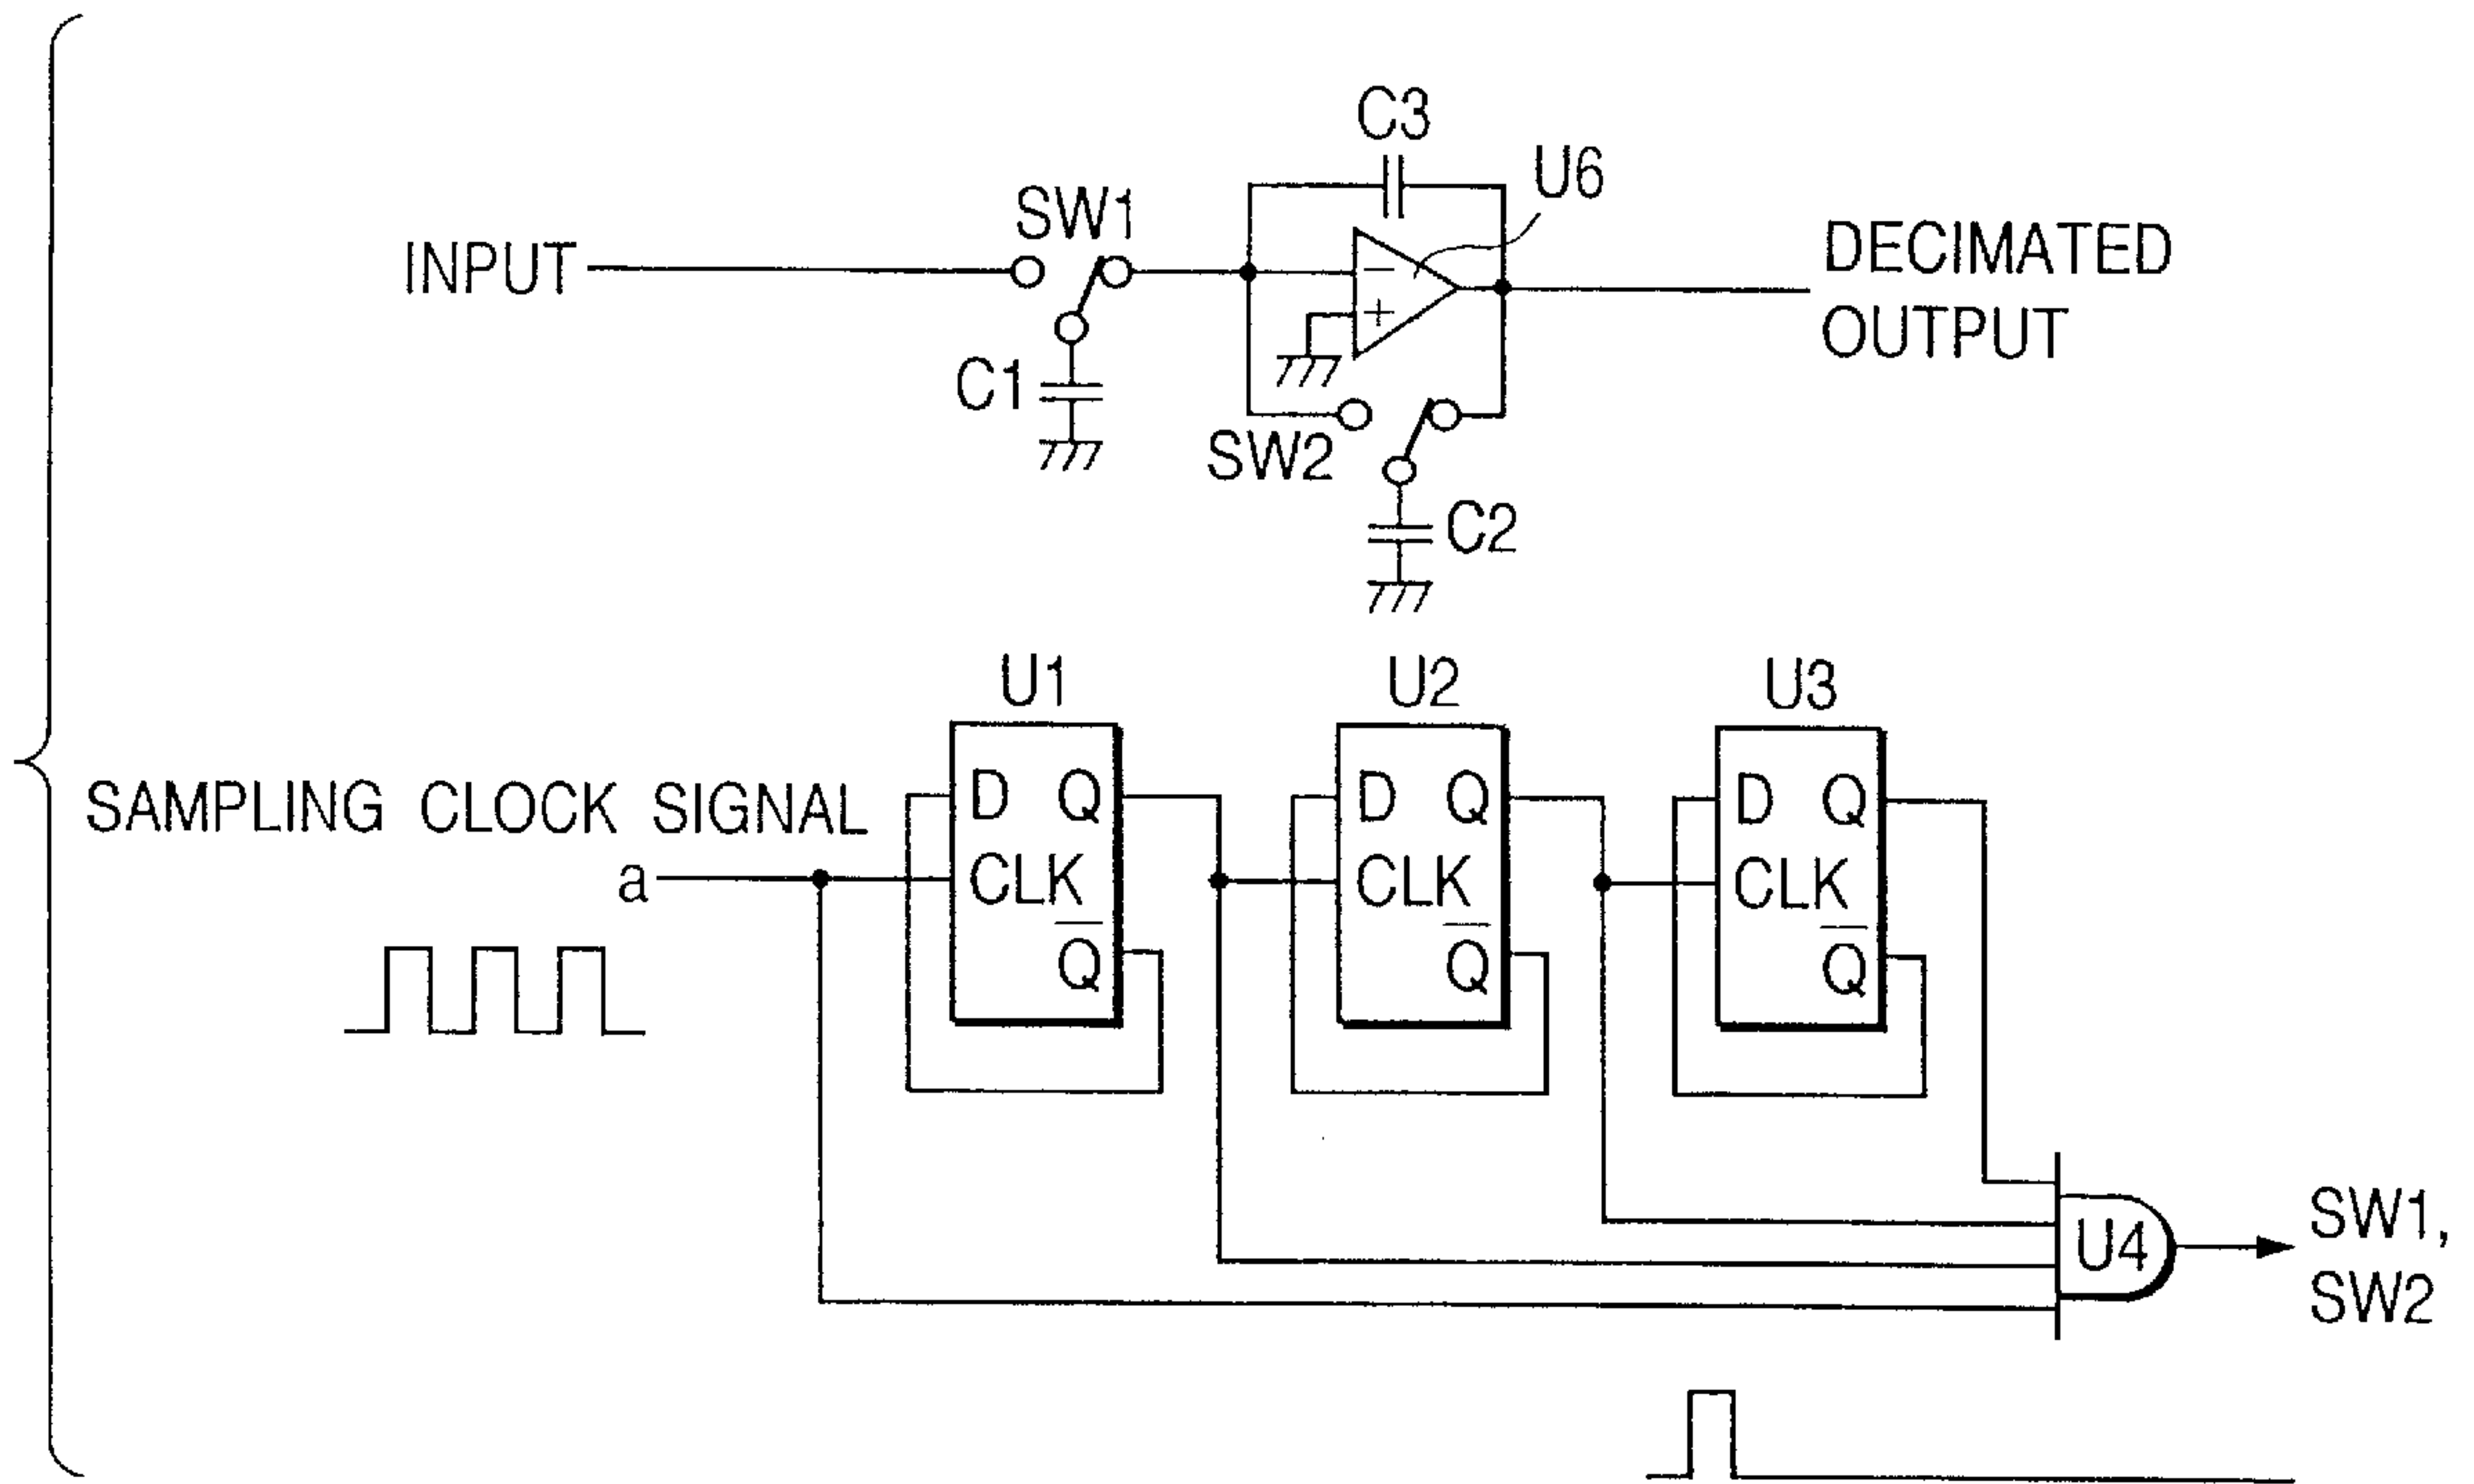 C3
U6
SW1
INPUT
DECIMATED
OUTPUT
−
+
C1
SW2
C2
U1
U2
U3
SAMPLING CLOCK SIGNAL
a
D Q
CLK
Q̅
D Q
CLK
Q̅
D Q
CLK
Q̅
U4
SW1,
SW2